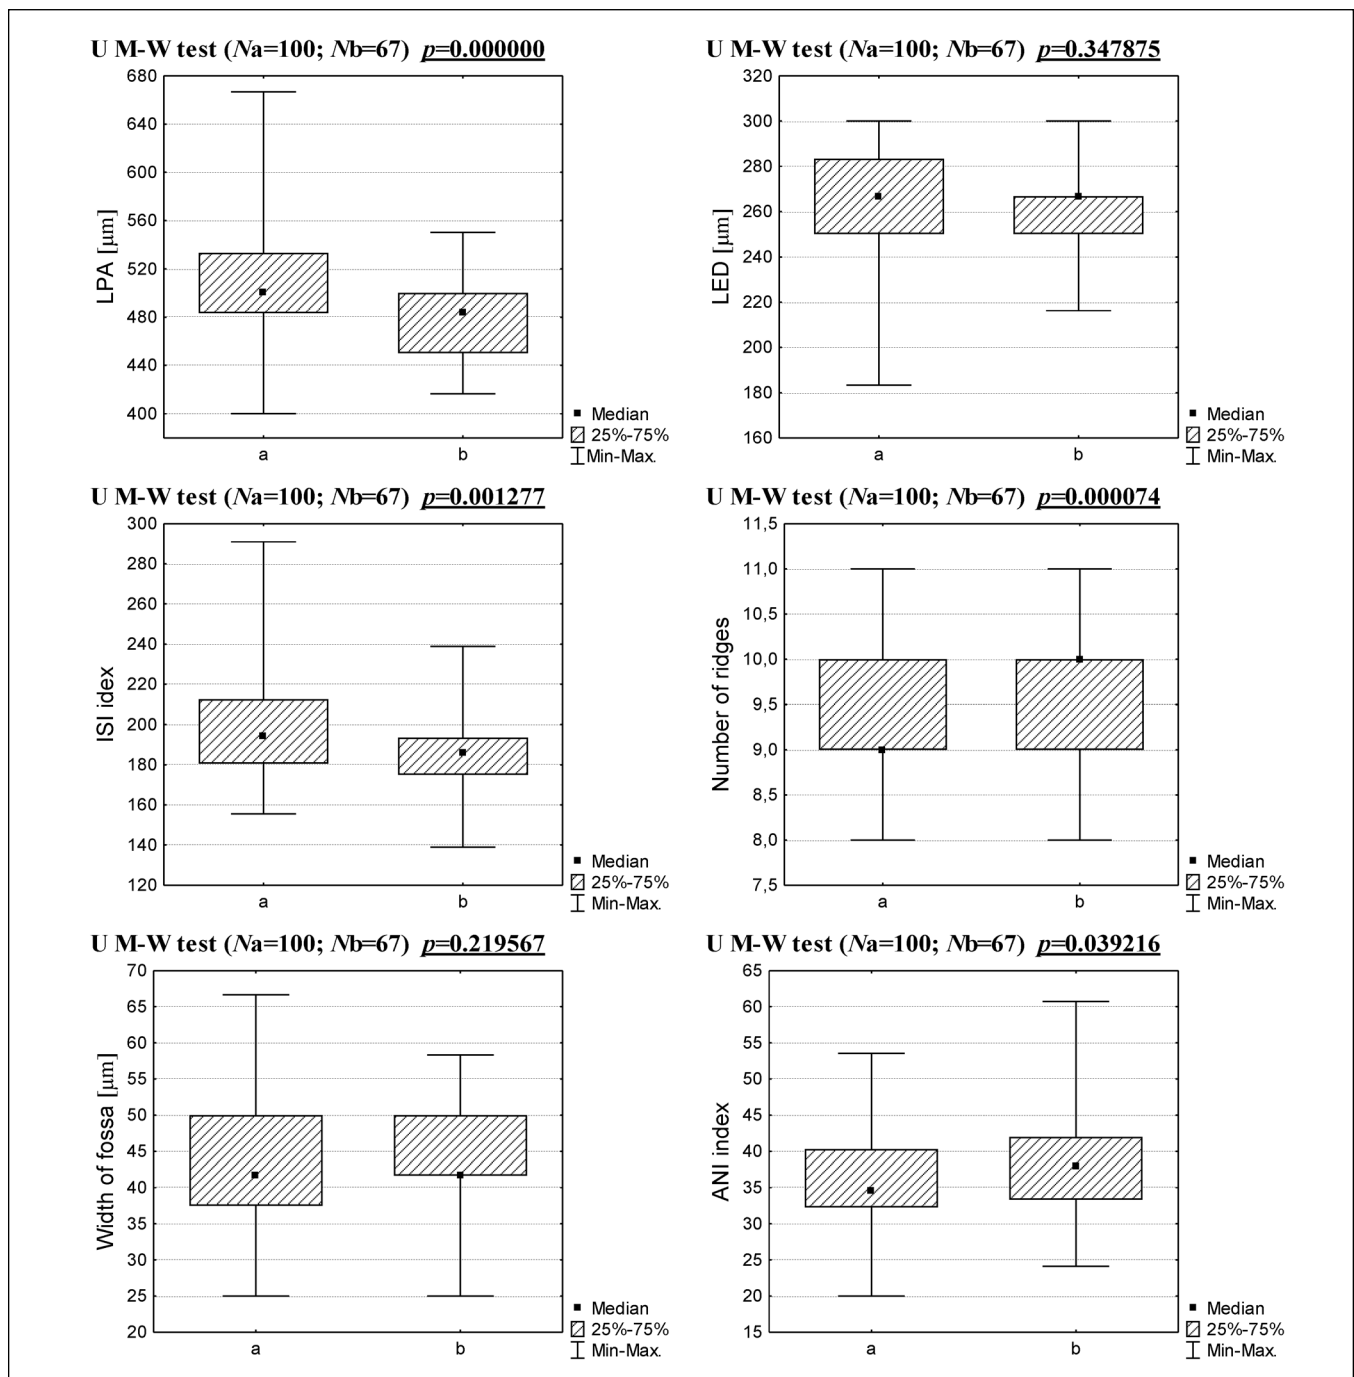 U M-W test (Na=100; Nb=67) p=0.000000
680
640
600
560
520
480
440
400
LPA [µm]
a b
Median
25%-75%
Min-Max.
U M-W test (Na=100; Nb=67) p=0.347875
320
300
280
260
240
220
200
180
160
LED [µm]
a b
Median
25%-75%
Min-Max.
U M-W test (Na=100; Nb=67) p=0.001277
300
280
260
240
220
200
180
160
140
120
ISI idex
a b
Median
25%-75%
Min-Max.
U M-W test (Na=100; Nb=67) p=0.000074
11,5
11,0
10,5
10,0
9,5
9,0
8,5
8,0
7,5
Number of ridges
a b
Median
25%-75%
Min-Max.
U M-W test (Na=100; Nb=67) p=0.219567
70
65
60
55
50
45
40
35
30
25
20
Width of fossa [µm]
a b
Median
25%-75%
Min-Max.
U M-W test (Na=100; Nb=67) p=0.039216
65
60
55
50
45
40
35
30
25
20
15
ANI index
a b
Median
25%-75%
Min-Max.